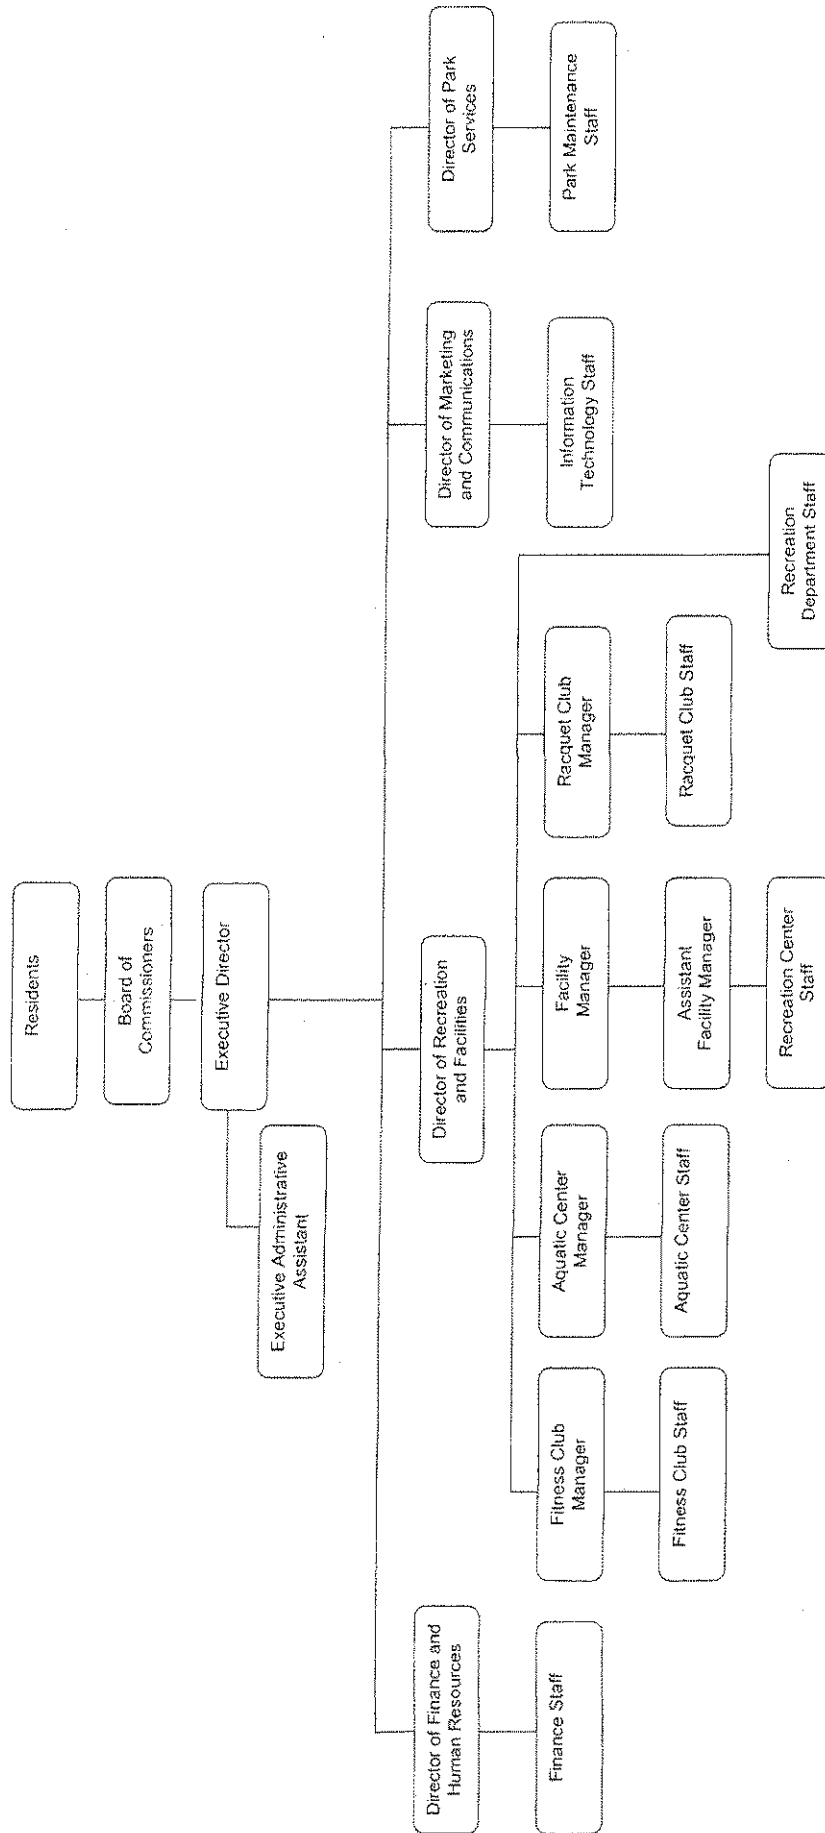 Residents
Board of
Commissioners
Executive Director
Executive Administrative
Assistant
Director of Finance and
Human Resources
Director of Recreation
and Facilities
Director of Marketing
and Communications
Director of Park
Services
Finance Staff
Information
Technology Staff
Park Maintenance
Staff
Fitness Club
Manager
Aquatic Center
Manager
Facility
Manager
Racquet Club
Manager
Fitness Club Staff
Aquatic Center Staff
Assistant
Facility Manager
Racquet Club Staff
Recreation Center
Staff
Recreation
Department Staff